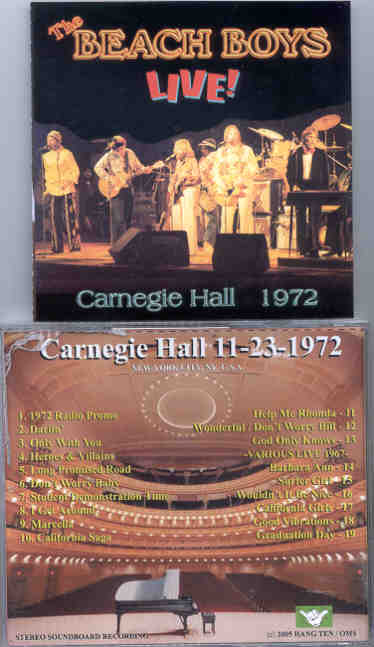 The
BEACH BOYS
LIVE!
Carnegie Hall 1972
Carnegie Hall 11-23-1972
NEW YORK CITY, NY, U.S.A.
1. 1972 Radio Promo
2. Darlin'
3. Only With You
4. Heroes & Villains
5. Long Promised Road
6. Don't Worry Baby
7. Student Demonstration Time
8. I Get Around
9. Marcella
10. California Saga
Help Me Rhonda - 11
Wonderful / Don't Worry Bill - 12
God Only Knows - 13
-VARIOUS LIVE 1967-
Barbara Ann - 14
Surfer Girl - 15
Wouldn't It Be Nice - 16
California Girls - 17
Good Vibrations - 18
Graduation Day - 19
STEREO SOUNDBOARD RECORDING
(c) 2005 HANG TEN / OMS